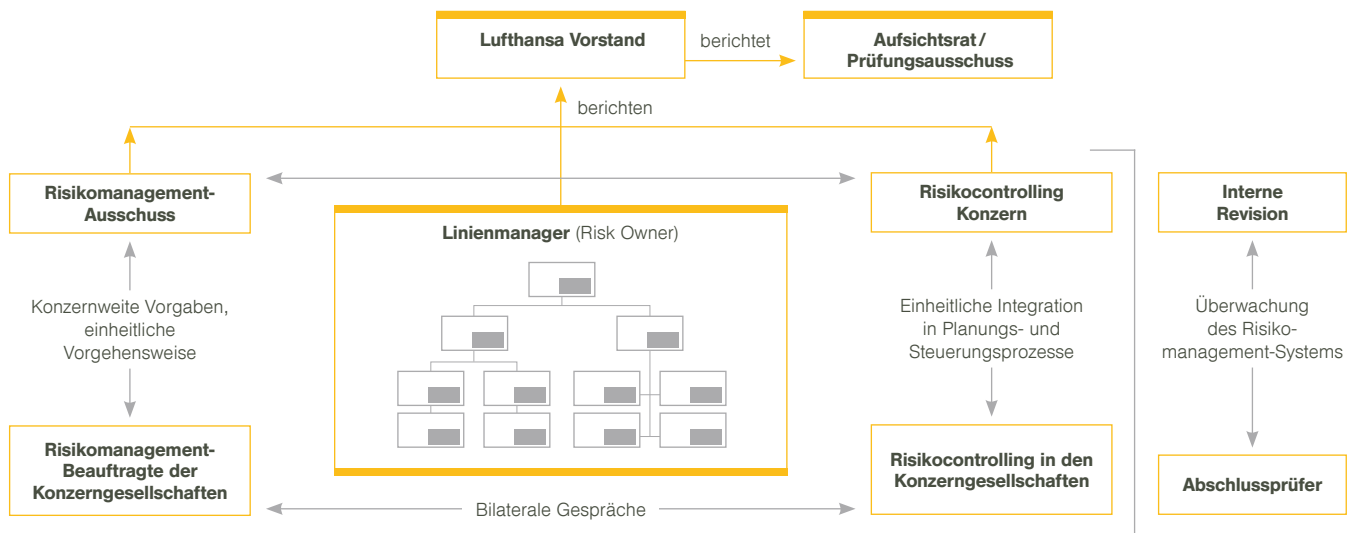 Lufthansa Vorstand
berichtet
Aufsichtsrat /
Prüfungsausschuss
berichten
Risikomanagement-
Ausschuss
Risikocontrolling
Konzern
Interne
Revision
Linienmanager (Risk Owner)
Konzernweite Vorgaben,
einheitliche
Vorgehensweise
Einheitliche Integration
in Planungs- und
Steuerungsprozesse
Überwachung
des Risiko-
management-Systems
Risikomanagement-
Beauftragte der
Konzerngesellschaften
Risikocontrolling in den
Konzerngesellschaften
Abschlussprüfer
Bilaterale Gespräche